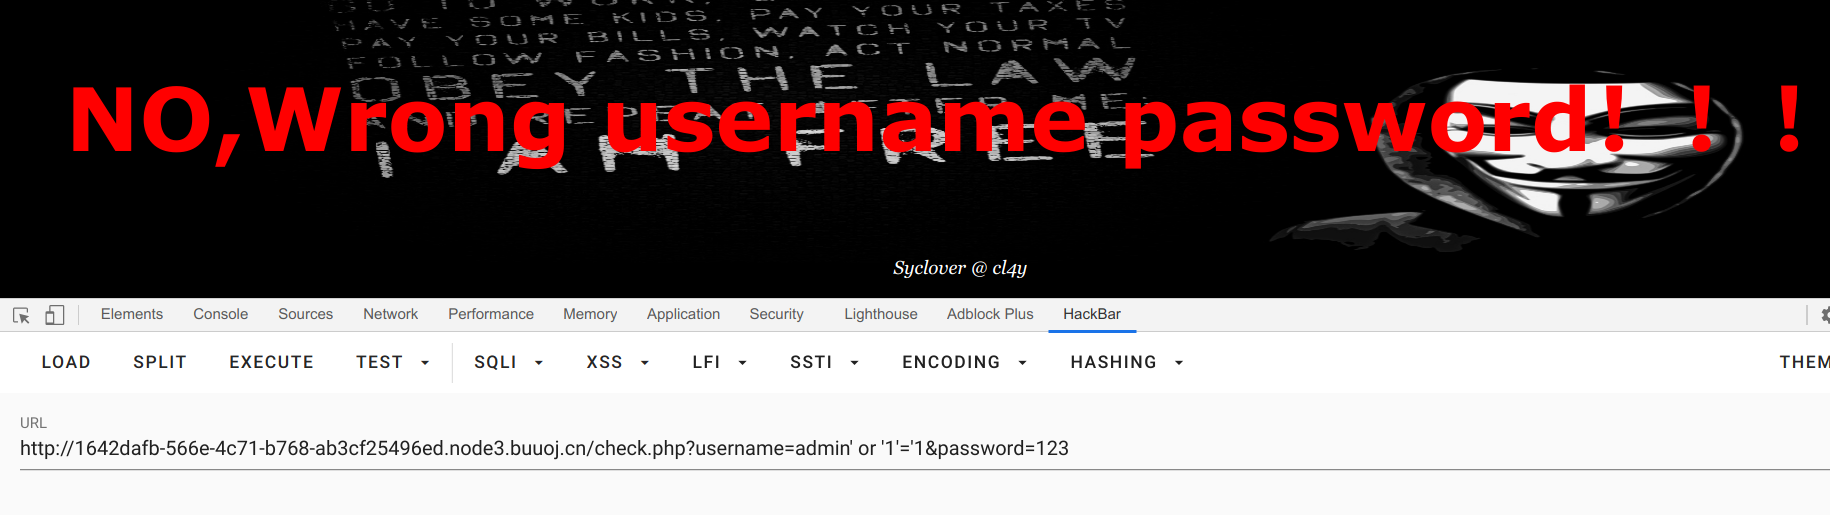 GO TO WORK,
HAVE SOME KIDS. PAY YOUR TAXES
PAY YOUR BILLS. WATCH YOUR TV
FOLLOW FASHION. ACT NORMAL
OBEY THE LAW
NO,Wrong username password! ! !
I AM FREE
Syclover @ cl4y
Elements Console Sources Network Performance Memory Application Security Lighthouse Adblock Plus HackBar
LOAD SPLIT EXECUTE TEST SQLI XSS LFI SSTI ENCODING HASHING THEM
URL
http://1642dafb-566e-4c71-b768-ab3cf25496ed.node3.buuoj.cn/check.php?username=admin' or '1'='1&password=123